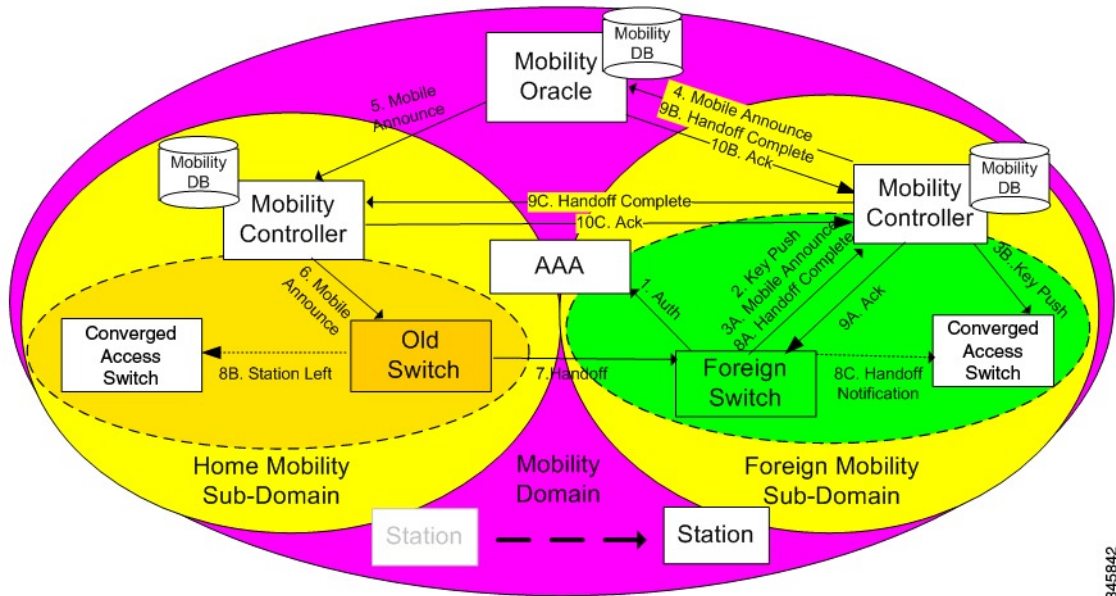 Mobility
DB
Mobility
Oracle
5. Mobile
Announce
4. Mobile Announce
9B. Handoff Complete
10B. Ack
Mobility
DB
Mobility
Controller
Mobility
DB
Mobility
Controller
9C. Handoff Complete
10C. Ack
AAA
6. Mobile
Announce
1. Auth
2. Key Push
3A. Mobile Announce
8A. Handoff Complete
9A. Ack
3B. Key Push
Converged
Access
Switch
8B. Station Left
Old
Switch
7.Handoff
Foreign
Switch
8C. Handoff
Notification
Converged
Access
Switch
Home Mobility
Sub-Domain
Mobility
Domain
Foreign Mobility
Sub-Domain
Station
Station
345842